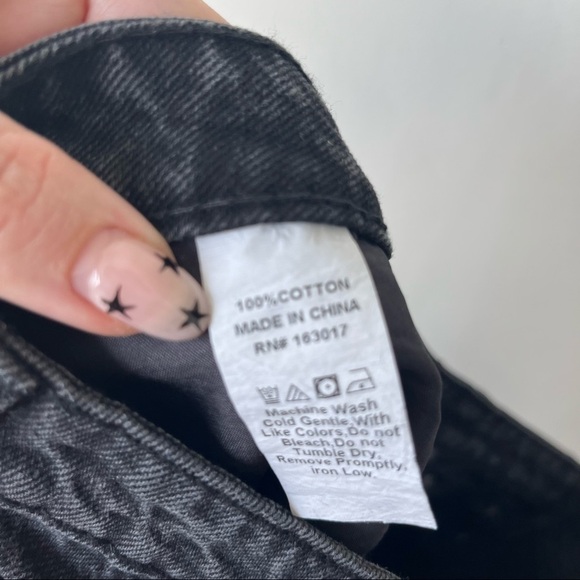 100%COTTON
MADE IN CHINA
RN# 163017
Machine Wash
Cold Gentle,With
Like Colors,Do not
Bleach,Do not
Tumble Dry,
Remove Promptly,
iron Low